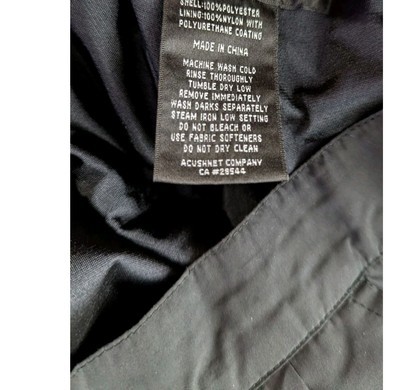 SHELL:100%POLYESTER
LINING:100%NYLON WITH
POLYURETHANE COATING
MADE IN CHINA
MACHINE WASH COLD
RINSE THOROUGHLY
TUMBLE DRY LOW
REMOVE IMMEDIATELY
WASH DARKS SEPARATELY
STEAM IRON LOW SETTING
DO NOT BLEACH OR
USE FABRIC SOFTENERS
DO NOT DRY CLEAN
ACUSHNET COMPANY
CA #28544